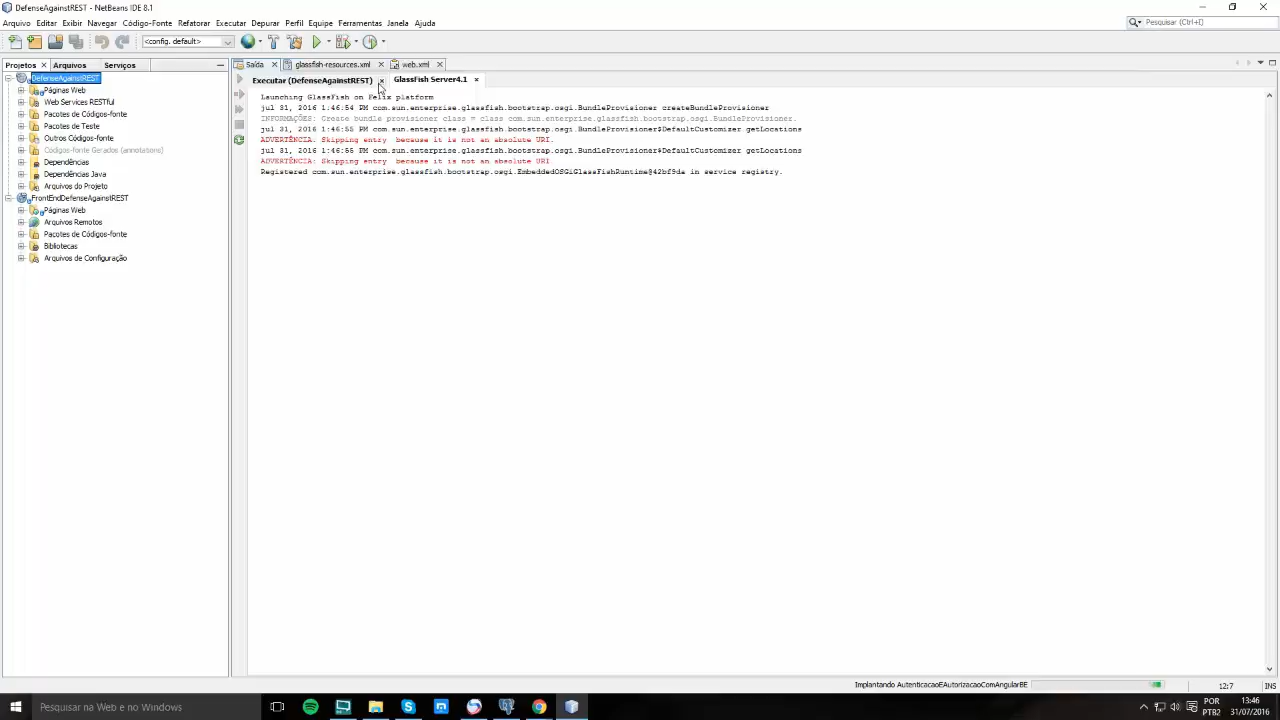 DefenseAgainstREST - NetBeans IDE 8.1
Arquivo Editar Exibir Navegar Código-Fonte Refatorar Executar Depurar Perfil Equipe Ferramentas Janela Ajuda
Pesquisar (Ctrl+I)
<config. default>
Projetos Arquivos Serviços
Saída glassfish-resources.xml web.xml
Executar (DefenseAgainstREST) GlassFish Server4.1
DefenseAgainstREST
Páginas Web
Web Services RESTful
Pacotes de Códigos-fonte
Pacotes de Teste
Outros Códigos-fonte
Códigos-fonte Gerados (annotations)
Dependências
Dependências Java
Arquivos do Projeto
FrontEndDefenseAgainstREST
Páginas Web
Arquivos Remotos
Pacotes de Códigos-fonte
Bibliotecas
Arquivos de Configuração
Launching GlassFish on Felix platform
jul 31, 2016 1:46:54 PM com.sun.enterprise.glassfish.bootstrap.osgi.BundleProvisioner createBundleProvisioner
INFORMAÇÕES: Create bundle provisioner class = class com.sun.enterprise.glassfish.bootstrap.osgi.BundleProvisioner.
jul 31, 2016 1:46:55 PM com.sun.enterprise.glassfish.bootstrap.osgi.BundleProvisioner$DefaultCustomizer getLocations
ADVERTÊNCIA: Skipping entry because it is not an absolute URI.
jul 31, 2016 1:46:55 PM com.sun.enterprise.glassfish.bootstrap.osgi.BundleProvisioner$DefaultCustomizer getLocations
ADVERTÊNCIA: Skipping entry because it is not an absolute URI.
Registered com.sun.enterprise.glassfish.bootstrap.osgi.EmbeddedOSGiGlassFishRuntime@42bf9da in service registry.
Implantando AutenticacaoEAutorizacaoComAngularBE
12:7 INS
Pesquisar na Web e no Windows
POR
PTB2
13:46
31/07/2016